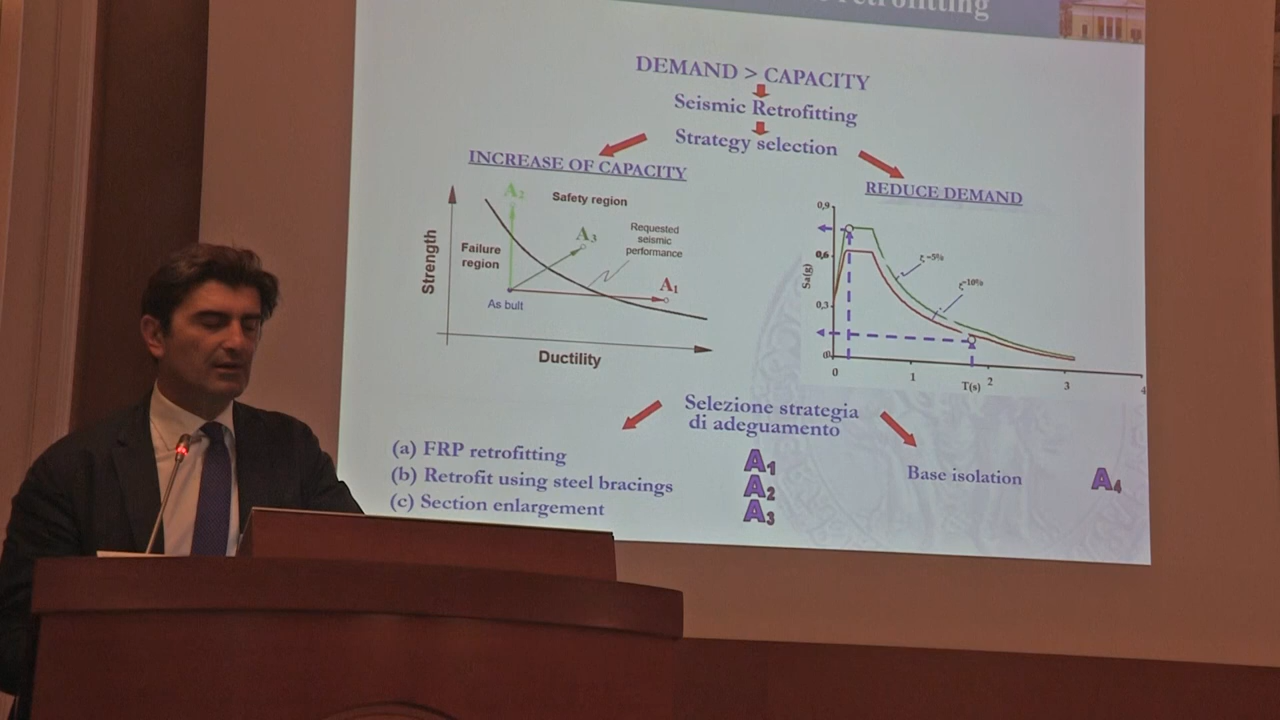 retrofitting
DEMAND > CAPACITY
Seismic Retrofitting
Strategy selection
INCREASE OF CAPACITY
REDUCE DEMAND
A2
Safety region
A3
Requested
seismic
performance
Failure
region
Strength
A1
As bult
Ductility
0,9
0,6
0,3
0
Sa(g)
ζ=5%
ζ=10%
0
1
2
3
4
T(s)
Selezione strategia
di adeguamento
(a) FRP retrofitting
A1
(b) Retrofit using steel bracings
A2
(c) Section enlargement
A3
Base isolation
A4